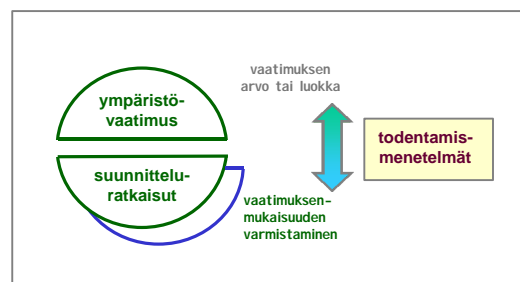 vaatimuksen
arvo tai luokka
ympäristö-
vaatimus
todentamis-
menetelmät
suunnittelu-
ratkaisut
vaatimuksen-
mukaisuuden
varmistaminen